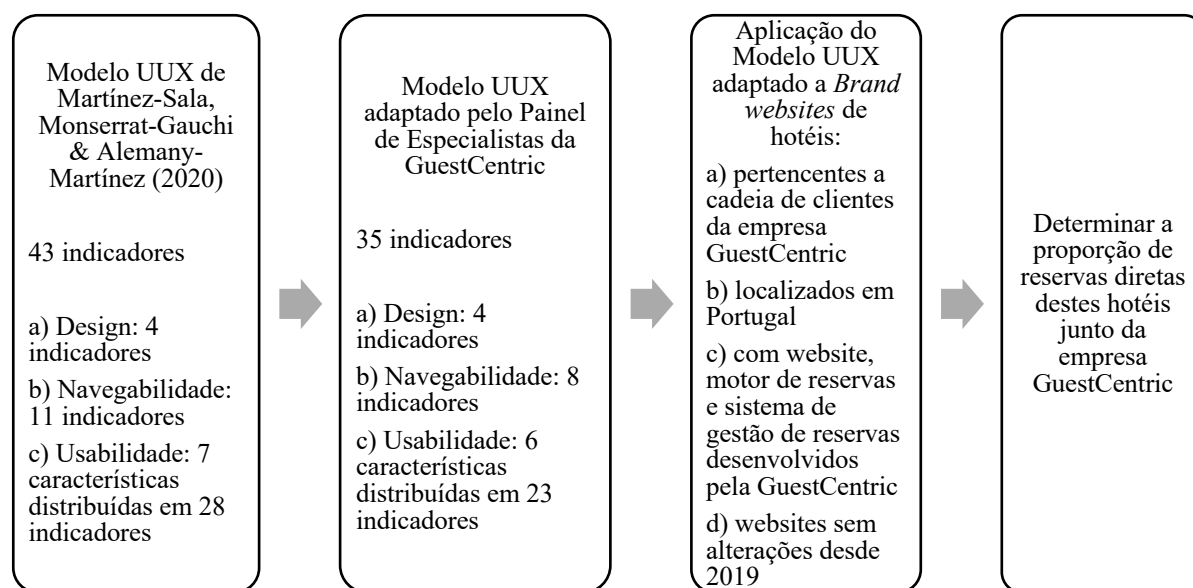 Modelo UUX de
Martínez-Sala,
Monserrat-Gauchi
& Alemany-
Martínez (2020)
43 indicadores
a) Design: 4
indicadores
b) Navegabilidade:
11 indicadores
c) Usabilidade: 7
características
distribuídas em 28
indicadores
Modelo UUX
adaptado pelo Painel
de Especialistas da
GuestCentric
35 indicadores
a) Design: 4
indicadores
b) Navegabilidade: 8
indicadores
c) Usabilidade: 6
características
distribuídas em 23
indicadores
Aplicação do
Modelo UUX
adaptado a Brand
websites de
hotéis:
a) pertencentes a
cadeia de clientes
da empresa
GuestCentric
b) localizados em
Portugal
c) com website,
motor de reservas
e sistema de
gestão de reservas
desenvolvidos
pela GuestCentric
d) websites sem
alterações desde
2019
Determinar a
proporção de
reservas diretas
destes hotéis
junto da
empresa
GuestCentric